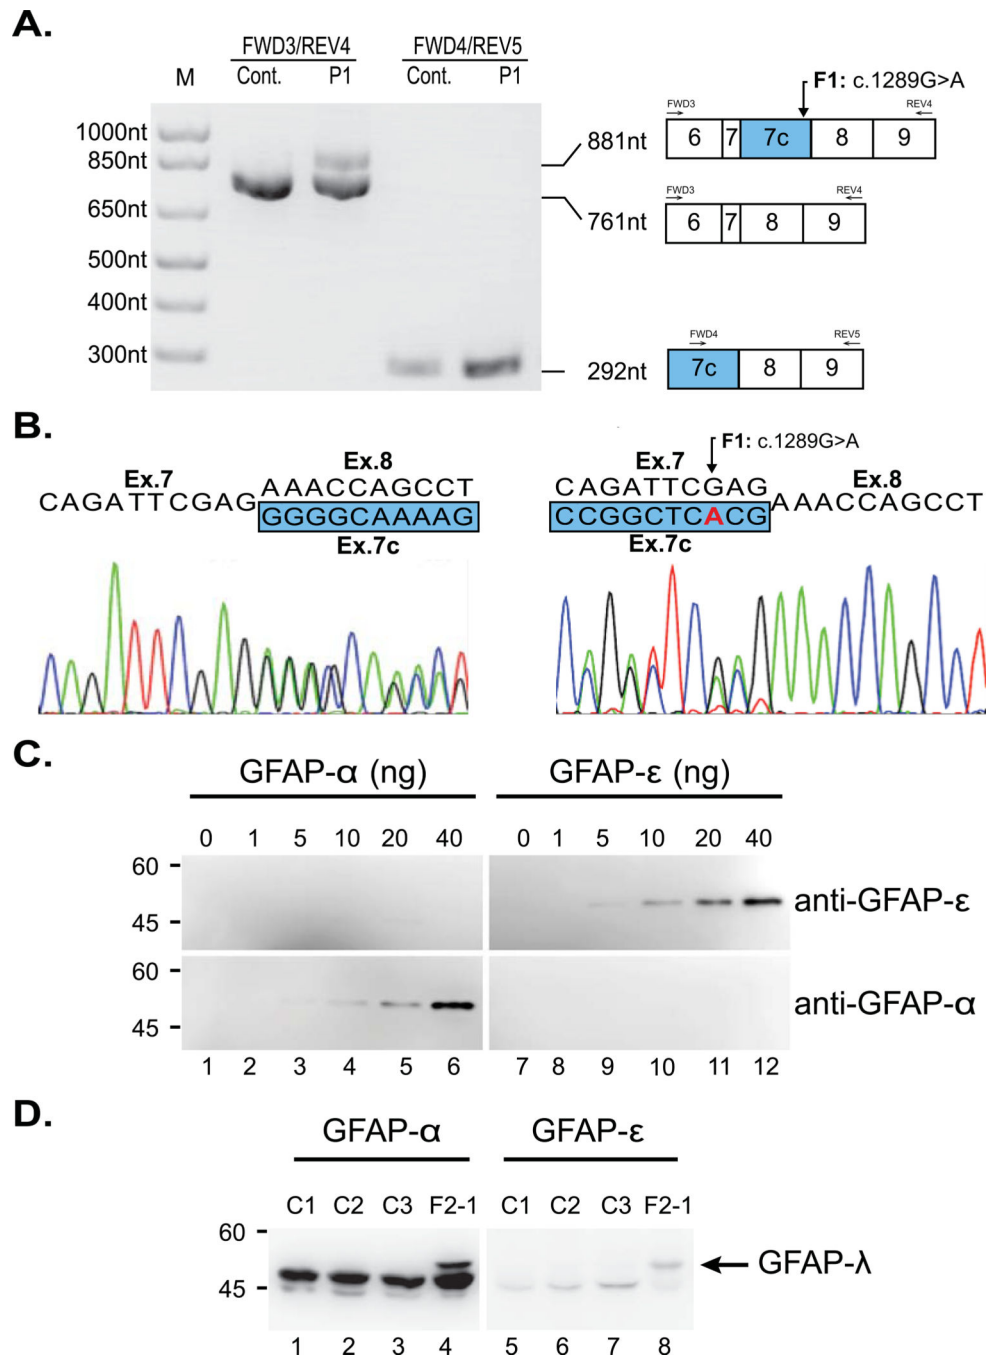 A.
FWD3/REV4 FWD4/REV5
M Cont. P1 Cont. P1
F1: c.1289G>A
1000nt
850nt
650nt
500nt
400nt
300nt
881nt
FWD3 REV4
6 7 7c 8 9
761nt
FWD3 REV4
6 7 8 9
292nt
FWD4 REV5
7c 8 9
B.
F1: c.1289G>A
Ex.7 Ex.8
CAGATTCGAG AAACCAGCCT
GGGGCAAAAG
Ex.7c
Ex.7 Ex.8
CAGATTCGAG AAACCAGCCT
CCGGCTCACG
Ex.7c
C.
GFAP-α (ng) GFAP-ε (ng)
0 1 5 10 20 40 0 1 5 10 20 40
60
45
anti-GFAP-ε
60
45
anti-GFAP-α
1 2 3 4 5 6 7 8 9 10 11 12
D.
GFAP-α GFAP-ε
C1 C2 C3 F2-1 C1 C2 C3 F2-1
60
45
GFAP-λ
1 2 3 4 5 6 7 8